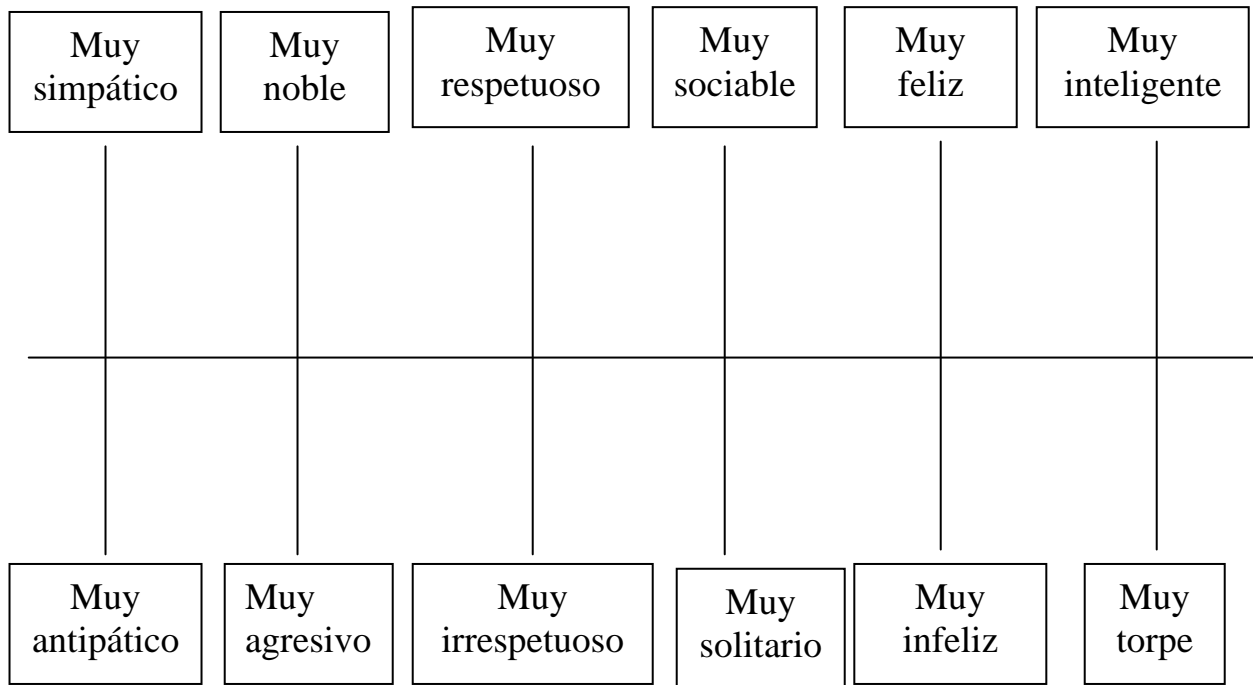 Muy
simpático
Muy
noble
Muy
respetuoso
Muy
sociable
Muy
feliz
Muy
inteligente
Muy
antipático
Muy
agresivo
Muy
irrespetuoso
Muy
solitario
Muy
infeliz
Muy
torpe